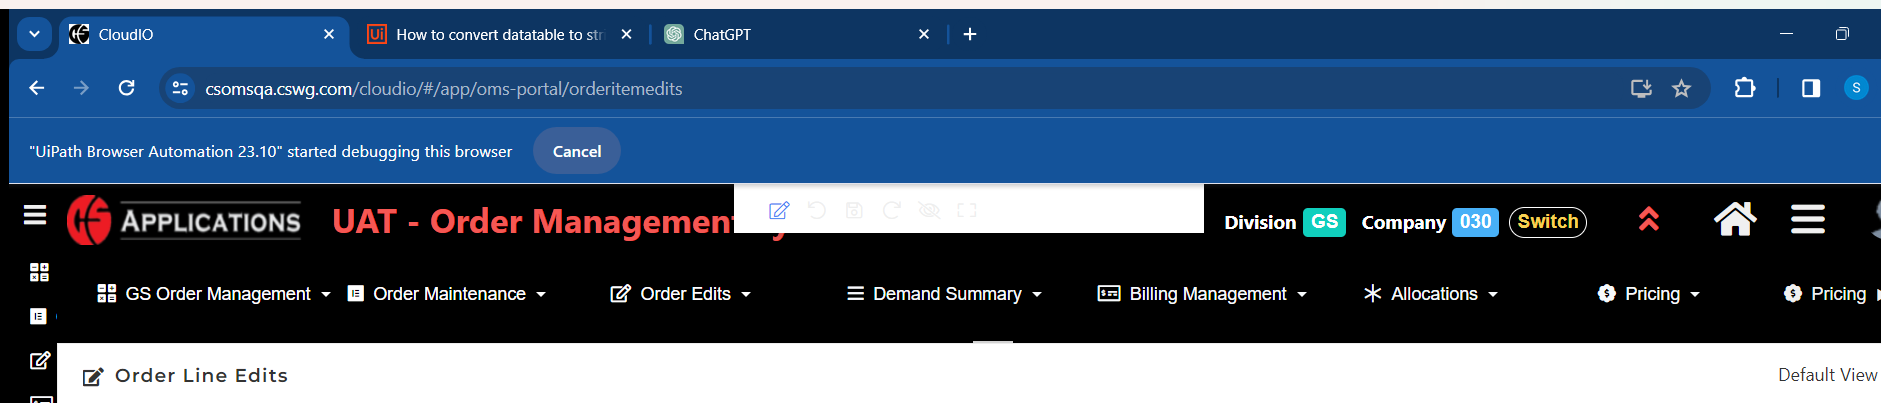 CloudIO
How to convert datatable to str
ChatGPT
csomsqa.cswg.com/cloudio/#/app/oms-portal/orderitemedits
S
"UiPath Browser Automation 23.10" started debugging this browser
Cancel
APPLICATIONS
UAT - Order Managemen
Division GS Company 030 Switch
GS Order Management
Order Maintenance
Order Edits
Demand Summary
Billing Management
Allocations
Pricing
Pricing
Order Line Edits
Default View